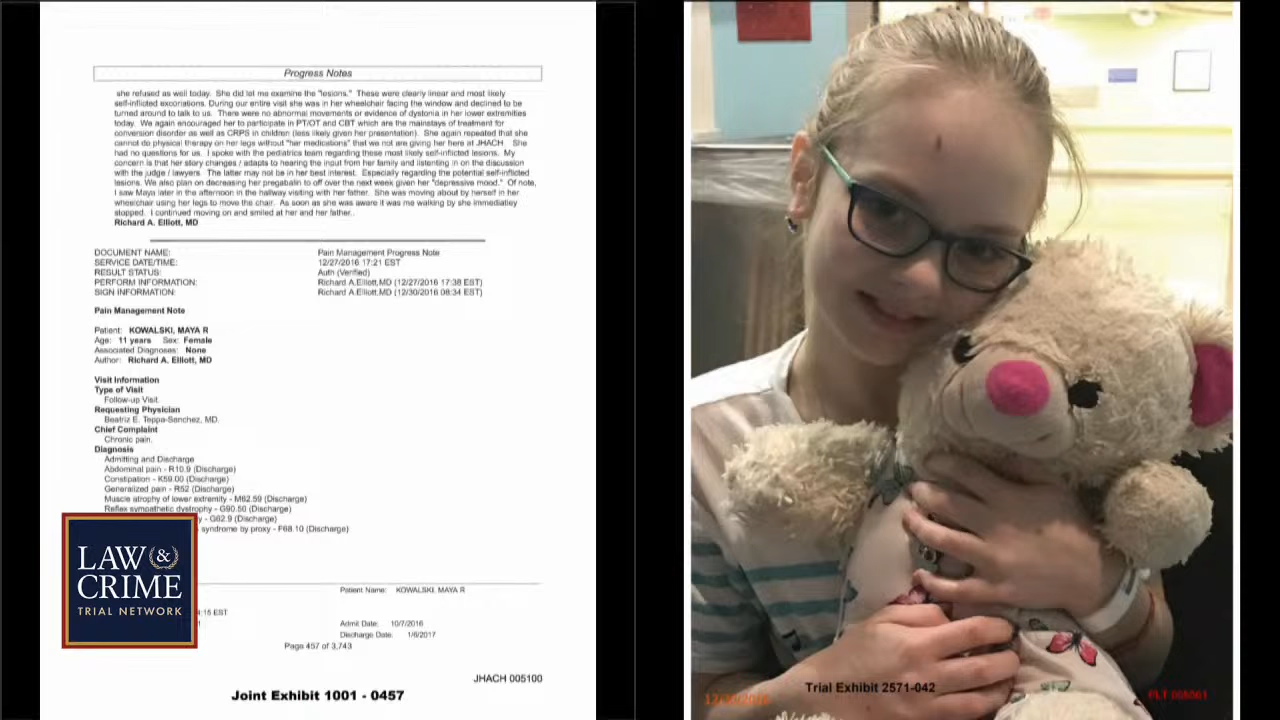 Progress Notes
she refused as well today. She did let me examine the "lesions." These were clearly linear and most likely
self-inflicted excoriations. During our entire visit she was in her wheelchair facing the window and declined to be
turned around to talk to us. There were no abnormal movements or evidence of dystonia in her lower extremities
today. We again encouraged her to participate in PT/OT and CBT which are the mainstays of treatment for
conversion disorder as well as CRPS in children (less likely given her presentation). She again repeated that she
cannot do physical therapy on her legs without "her medications" that we not are giving her here at JHACH. She
had no questions for us. I spoke with the pediatrics team regarding these most likely self-inflicted lesions. My
concern is that her story changes / adapts to hearing the input from her family and listenting in on the discussion
with the judge / lawyers. The latter may not be in her best interest. Especially regarding the potential self-inflicted
lesions. We also plan on decreasing her pregabalin to off over the next week given her "depressive mood." Of note,
I saw Maya later in the afternoon in the hallway visiting with her father. She was moving about by herself in her
wheelchair using her legs to move the chair. As soon as she was aware it was me walking by she immediatley
stopped. I continued moving on and smiled at her and her father..
Richard A. Elliott, MD
DOCUMENT NAME: Pain Management Progress Note
SERVICE DATE/TIME: 12/27/2016 17:21 EST
RESULT STATUS: Auth (Verified)
PERFORM INFORMATION: Richard A.Elliott,MD (12/27/2016 17:38 EST)
SIGN INFORMATION: Richard A.Elliott,MD (12/30/2016 08:34 EST)
Pain Management Note
Patient: KOWALSKI, MAYA R
Age: 11 years Sex: Female
Associated Diagnoses: None
Author: Richard A. Elliott, MD
Visit Information
Type of Visit
Follow-up Visit.
Requesting Physician
Beatriz E. Teppa-Sanchez, MD.
Chief Complaint
Chronic pain.
Diagnosis
Admitting and Discharge
Abdominal pain - R10.9 (Discharge)
Constipation - K59.00 (Discharge)
Generalized pain - R52 (Discharge)
Muscle atrophy of lower extremity - M62.59 (Discharge)
Reflex sympathetic dystrophy - G90.50 (Discharge)
y - G62.9 (Discharge)
syndrome by proxy - F68.10 (Discharge)
LAW &
CRIME
TRIAL NETWORK
Patient Name: KOWALSKI, MAYA R
4:15 EST
Admit Date: 10/7/2016
Discharge Date: 1/6/2017
Page 457 of 3,743
JHACH 005100
Joint Exhibit 1001 - 0457
Trial Exhibit 2571-042